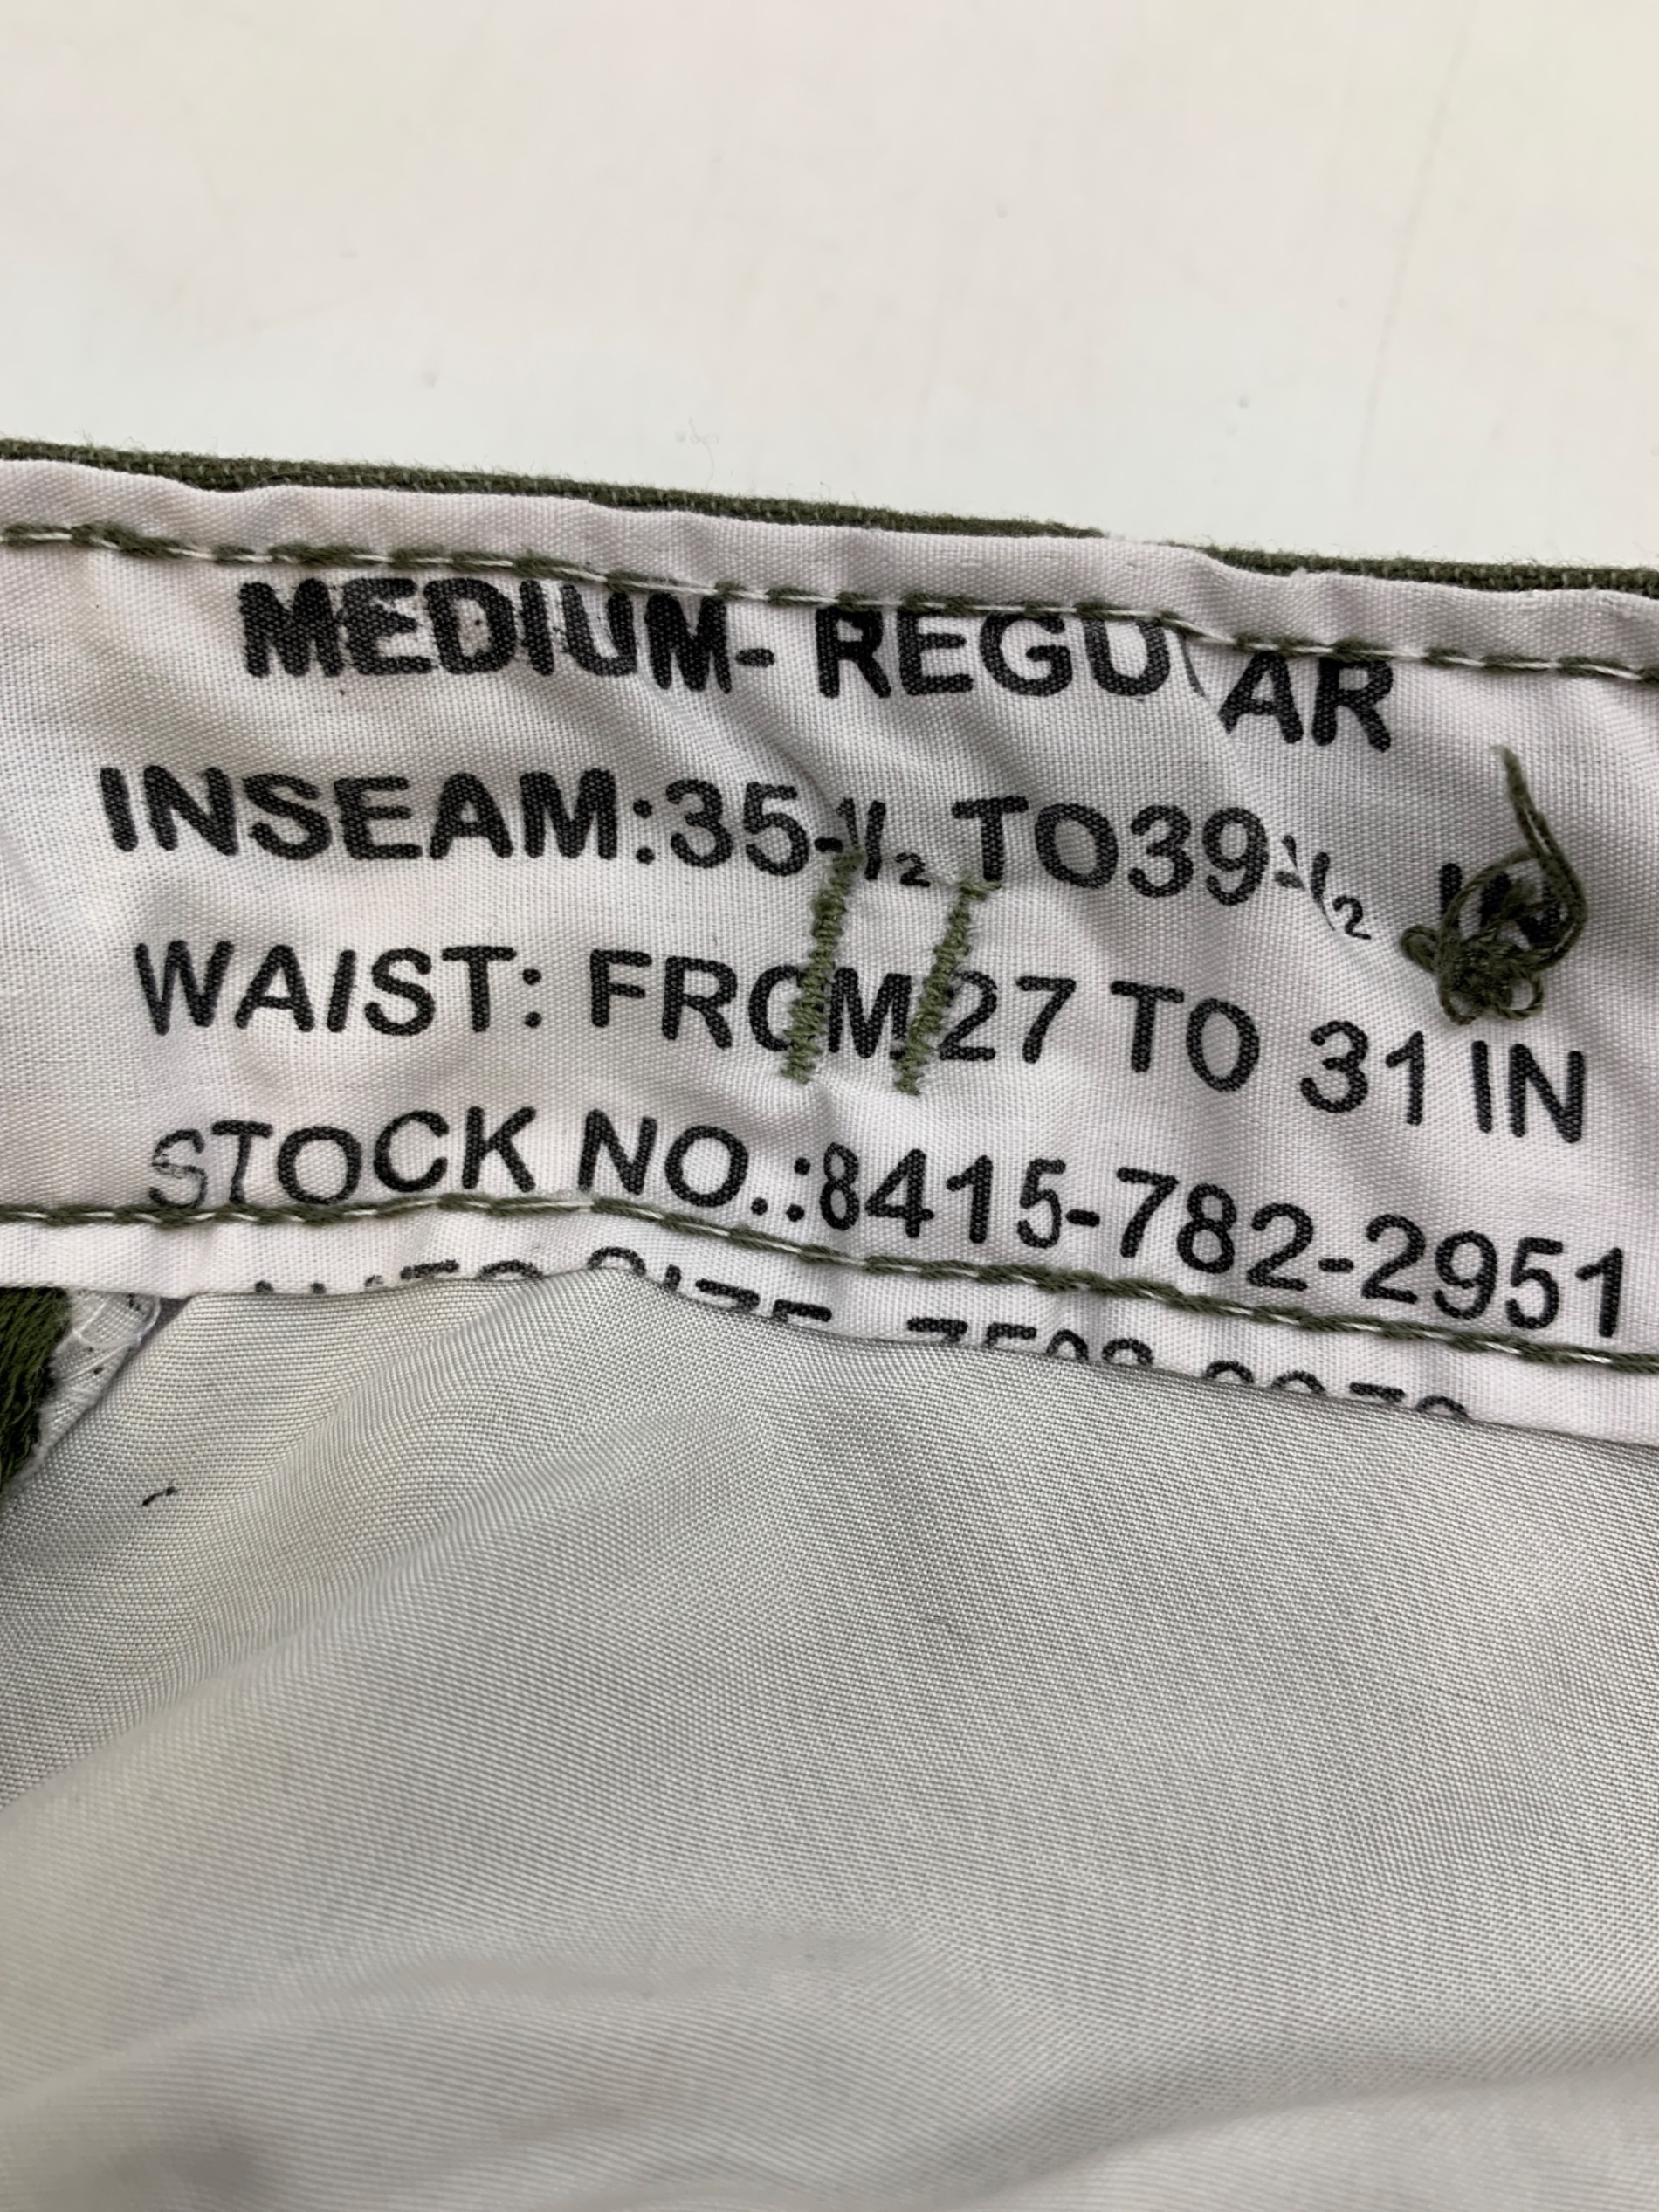 MEDIUM- REGULAR
INSEAM:35-1/2 TO39-1/2 IN
WAIST: FROM 27 TO 31 IN
STOCK NO.:8415-782-2951